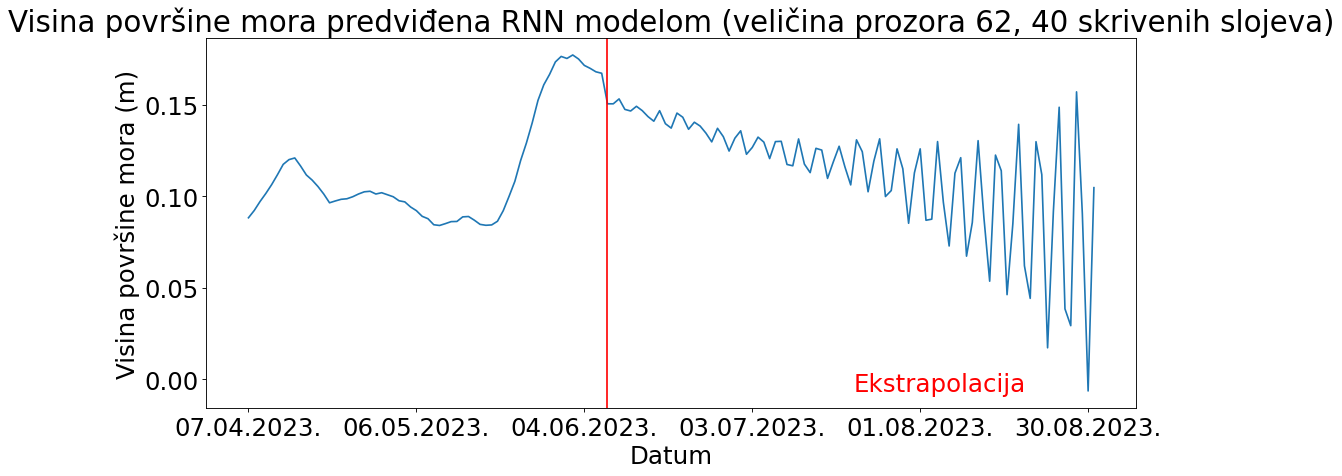 Visina površine mora predviđena RNN modelom (veličina prozora 62, 40 skrivenih slojeva)
Visina površine mora (m)
0.15
0.10
0.05
0.00
Ekstrapolacija
07.04.2023. 06.05.2023. 04.06.2023. 03.07.2023. 01.08.2023. 30.08.2023.
Datum